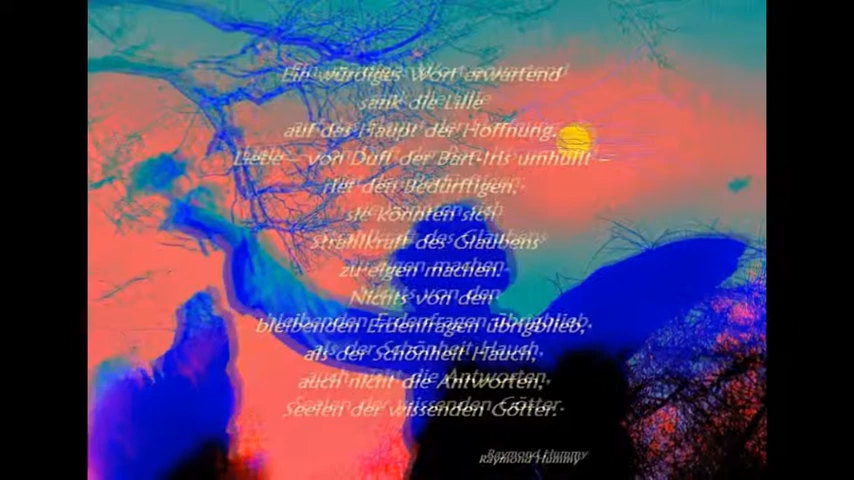 Ein würdiges Wort erwartend
sank die Lilie
auf das Haupt der Hoffnung.
Liebe – von Duft der Bart-Iris umhüllt –
rief den Bedürftigen,
sie könnten sich
Strahlkraft des Glaubens
zu eigen machen.
Nichts von den
bleibenden Erdenfragen übrigblieb,
als der Schönheit Hauch,
auch nicht die Antworten,
Seelen der wissenden Götter.
Raymond Hummy